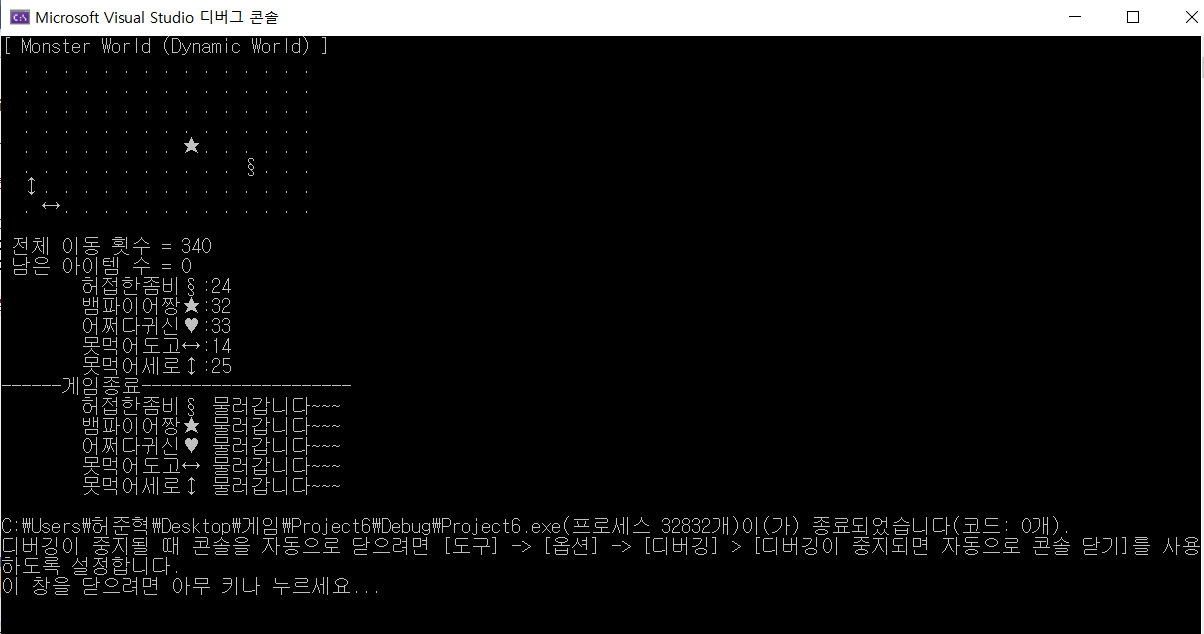 Microsoft Visual Studio 디버그 콘솔
[ Monster World (Dynamic World) ]
. . . . . . . . . . . . . . .
. . . . . . . . . . . . . . .
. . . . . . . . . . . . . . .
. . . . . . . . . . . . . . .
. . . . . . . . ★. . . . . .
. . . . . . . . . . . § . . .
↕. . . . . . . . . . . . . .
. ↔. . . . . . . . . . . . .
전체 이동 횟수 = 340
남은 아이템 수 = 0
허접한좀비§:24
뱀파이어짱★:32
어쩌다귀신♥:33
못먹어도고↔:14
못먹어세로↕:25
------게임종료---------------------
허접한좀비§ 물러갑니다~~~
뱀파이어짱★ 물러갑니다~~~
어쩌다귀신♥ 물러갑니다~~~
못먹어도고↔ 물러갑니다~~~
못먹어세로↕ 물러갑니다~~~
C:₩Users₩허준혁₩Desktop₩게임₩Project6₩Debug₩Project6.exe(프로세스 32832개)이(가) 종료되었습니다(코드: 0개).
디버깅이 중지될 때 콘솔을 자동으로 닫으려면 [도구] -> [옵션] -> [디버깅] > [디버깅이 중지되면 자동으로 콘솔 닫기]를 사용
하도록 설정합니다.
이 창을 닫으려면 아무 키나 누르세요...